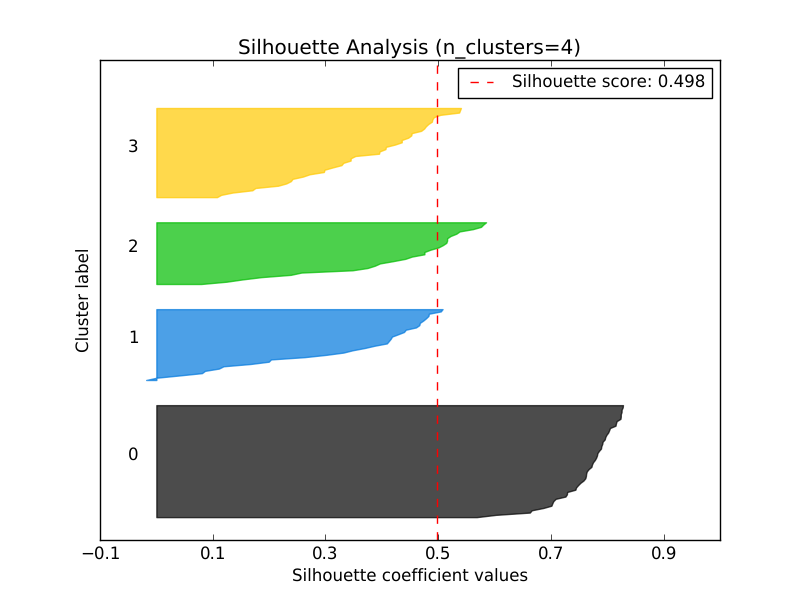 Silhouette Analysis (n_clusters=4)
Silhouette score: 0.498
3
2
1
0
Cluster label
−0.1 0.1 0.3 0.5 0.7 0.9
Silhouette coefficient values